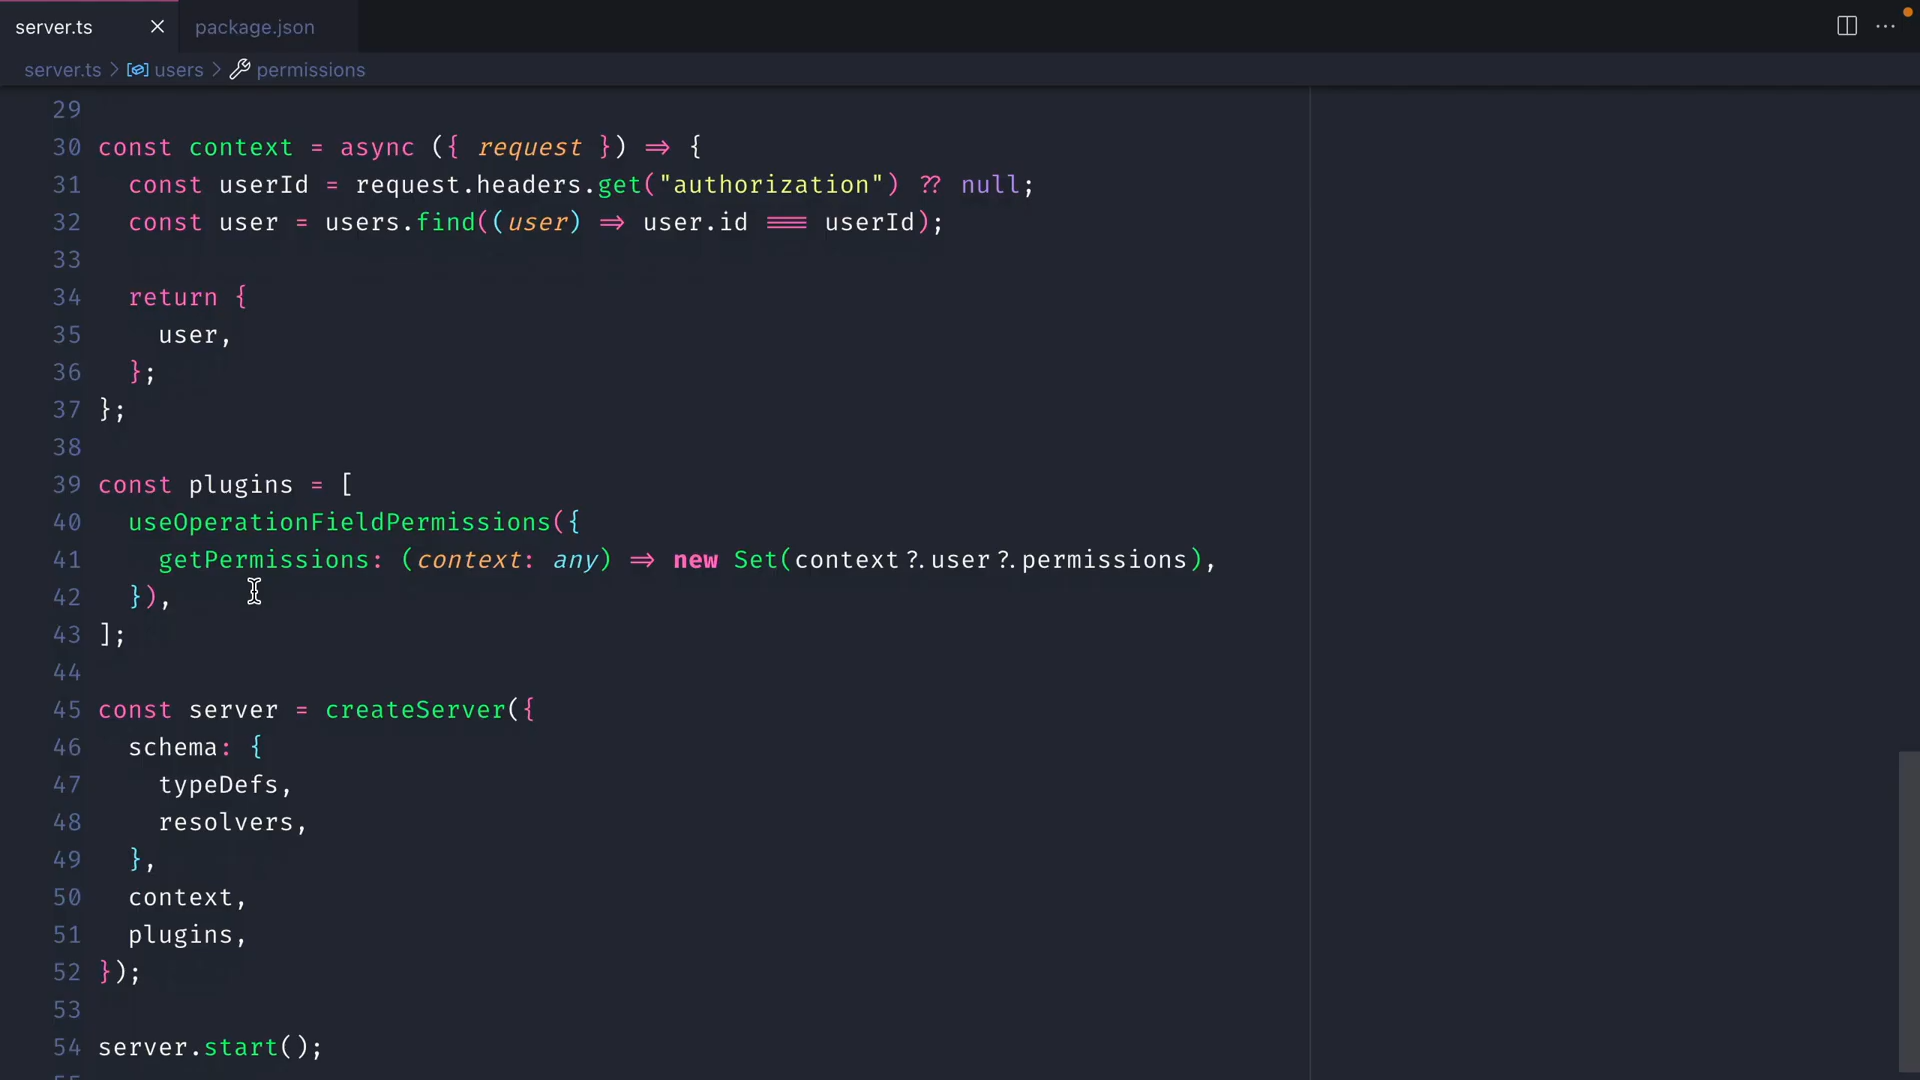 server.ts package.json
server.ts > users > permissions
29
30 const context = async ({ request }) => {
31   const userId = request.headers.get("authorization") ?? null;
32   const user = users.find((user) => user.id === userId);
33
34   return {
35     user,
36   };
37 };
38
39 const plugins = [
40   useOperationFieldPermissions({
41     getPermissions: (context: any) => new Set(context?.user?.permissions),
42   }),
43 ];
44
45 const server = createServer({
46   schema: {
47     typeDefs,
48     resolvers,
49   },
50   context,
51   plugins,
52 });
53
54 server.start();
55